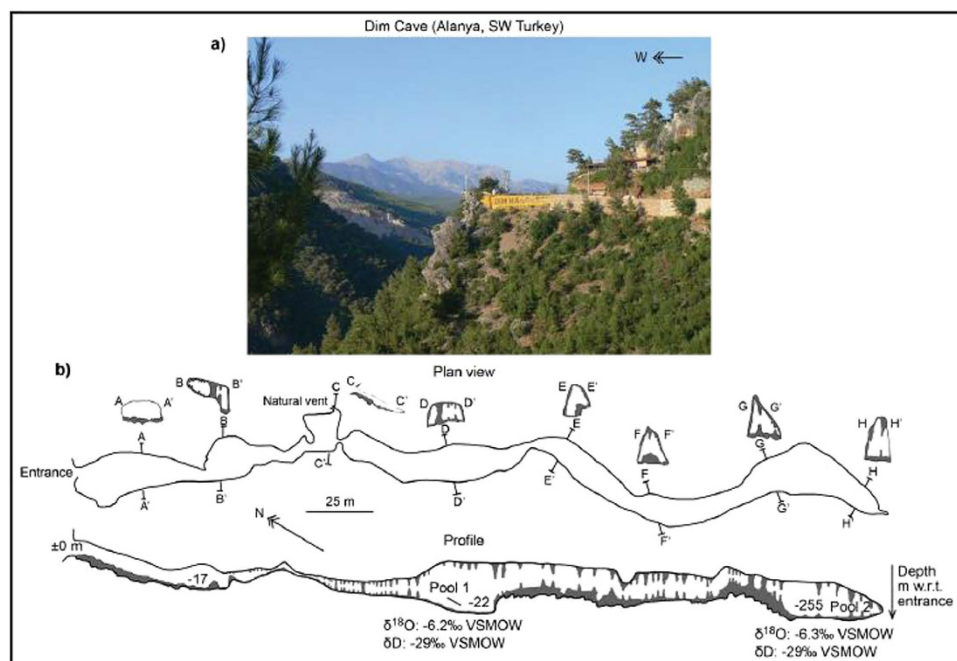 Dim Cave (Alanya, SW Turkey)
a)
W
b)
Plan view
A A'
B B'
Natural vent
C
C C'
D D'
E E'
F F'
G G'
H H'
A
B
D
E
F
G
H
Entrance
A'
B'
C'
D'
E'
F'
G'
H'
25 m
N
Profile
±0 m
-17
Pool 1
-22
-255 Pool 2
Depth
m w.r.t.
entrance
δ¹⁸O: -6.2‰ VSMOW
δD: -29‰ VSMOW
δ¹⁸O: -6.3‰ VSMOW
δD: -29‰ VSMOW